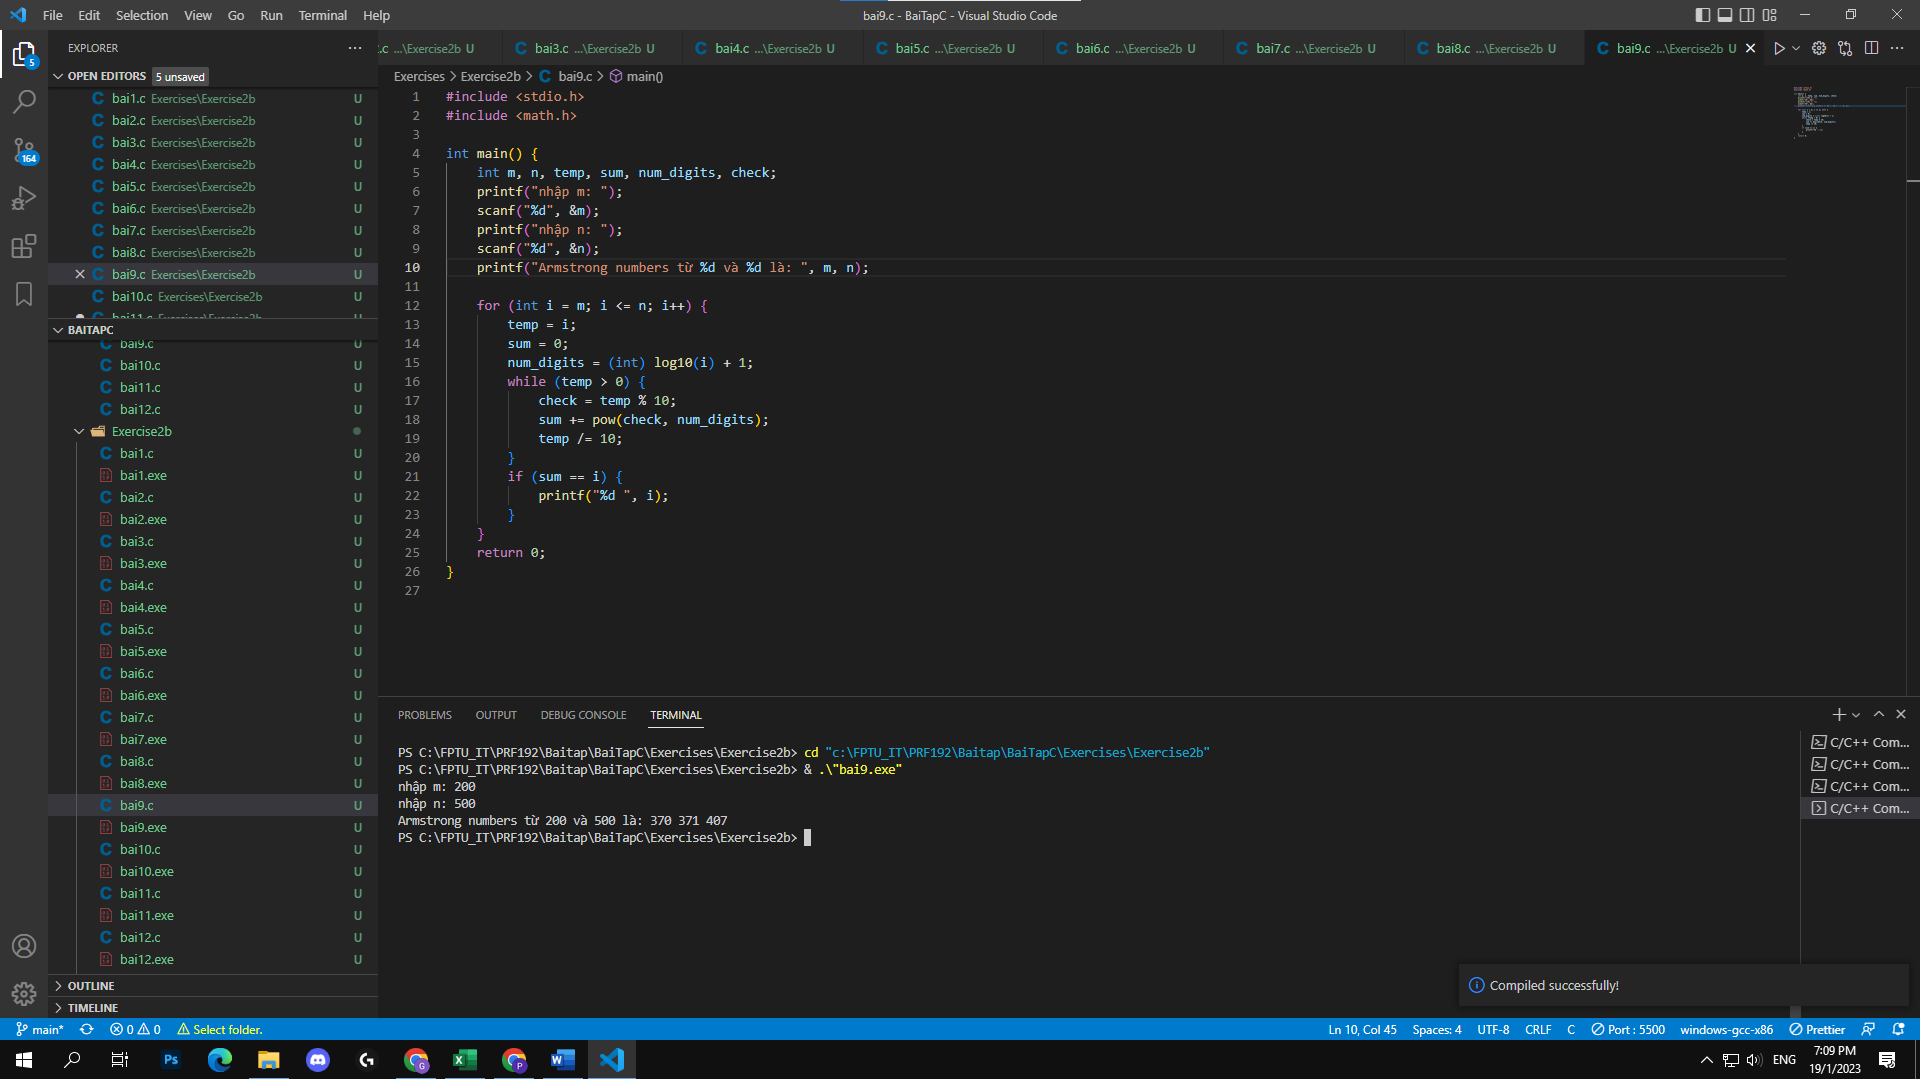 File Edit Selection View Go Run Terminal Help
bai9.c - BaiTapC - Visual Studio Code
EXPLORER
OPEN EDITORS 5 unsaved
bai1.c Exercises\Exercise2b U
bai2.c Exercises\Exercise2b U
bai3.c Exercises\Exercise2b U
bai4.c Exercises\Exercise2b U
bai5.c Exercises\Exercise2b U
bai6.c Exercises\Exercise2b U
bai7.c Exercises\Exercise2b U
bai8.c Exercises\Exercise2b U
bai9.c Exercises\Exercise2b U
bai10.c Exercises\Exercise2b U
bai11.c Exercises\Exercise2b U
BAITAPC
bai9.c U
bai10.c U
bai11.c U
bai12.c U
Exercise2b
bai1.c U
bai1.exe U
bai2.c U
bai2.exe U
bai3.c U
bai3.exe U
bai4.c U
bai4.exe U
bai5.c U
bai5.exe U
bai6.c U
bai6.exe U
bai7.c U
bai7.exe U
bai8.c U
bai8.exe U
bai9.c U
bai9.exe U
bai10.c U
bai10.exe U
bai11.c U
bai11.exe U
bai12.c U
bai12.exe U
OUTLINE
TIMELINE
5
164
.c ...\Exercise2b U bai3.c ...\Exercise2b U bai4.c ...\Exercise2b U bai5.c ...\Exercise2b U bai6.c ...\Exercise2b U bai7.c ...\Exercise2b U bai8.c ...\Exercise2b U bai9.c ...\Exercise2b U
Exercises > Exercise2b > bai9.c > main()
1 #include <stdio.h>
2 #include <math.h>
3
4 int main() {
5 int m, n, temp, sum, num_digits, check;
6 printf("nhập m: ");
7 scanf("%d", &m);
8 printf("nhập n: ");
9 scanf("%d", &n);
10 printf("Armstrong numbers từ %d và %d là: ", m, n);
11
12 for (int i = m; i <= n; i++) {
13 temp = i;
14 sum = 0;
15 num_digits = (int) log10(i) + 1;
16 while (temp > 0) {
17 check = temp % 10;
18 sum += pow(check, num_digits);
19 temp /= 10;
20 }
21 if (sum == i) {
22 printf("%d ", i);
23 }
24 }
25 return 0;
26 }
27
PROBLEMS OUTPUT DEBUG CONSOLE TERMINAL
PS C:\FPTU_IT\PRF192\Baitap\BaiTapC\Exercises\Exercise2b> cd "c:\FPTU_IT\PRF192\Baitap\BaiTapC\Exercises\Exercise2b"
PS C:\FPTU_IT\PRF192\Baitap\BaiTapC\Exercises\Exercise2b> & .\"bai9.exe"
nhập m: 200
nhập n: 500
Armstrong numbers từ 200 và 500 là: 370 371 407
PS C:\FPTU_IT\PRF192\Baitap\BaiTapC\Exercises\Exercise2b>
C/C++ Com...
C/C++ Com...
C/C++ Com...
C/C++ Com...
Compiled successfully!
main* 0 0 Select folder.
Ln 10, Col 45 Spaces: 4 UTF-8 CRLF C Port : 5500 windows-gcc-x86 Prettier
Ps
G
P
ENG
7:09 PM
19/1/2023